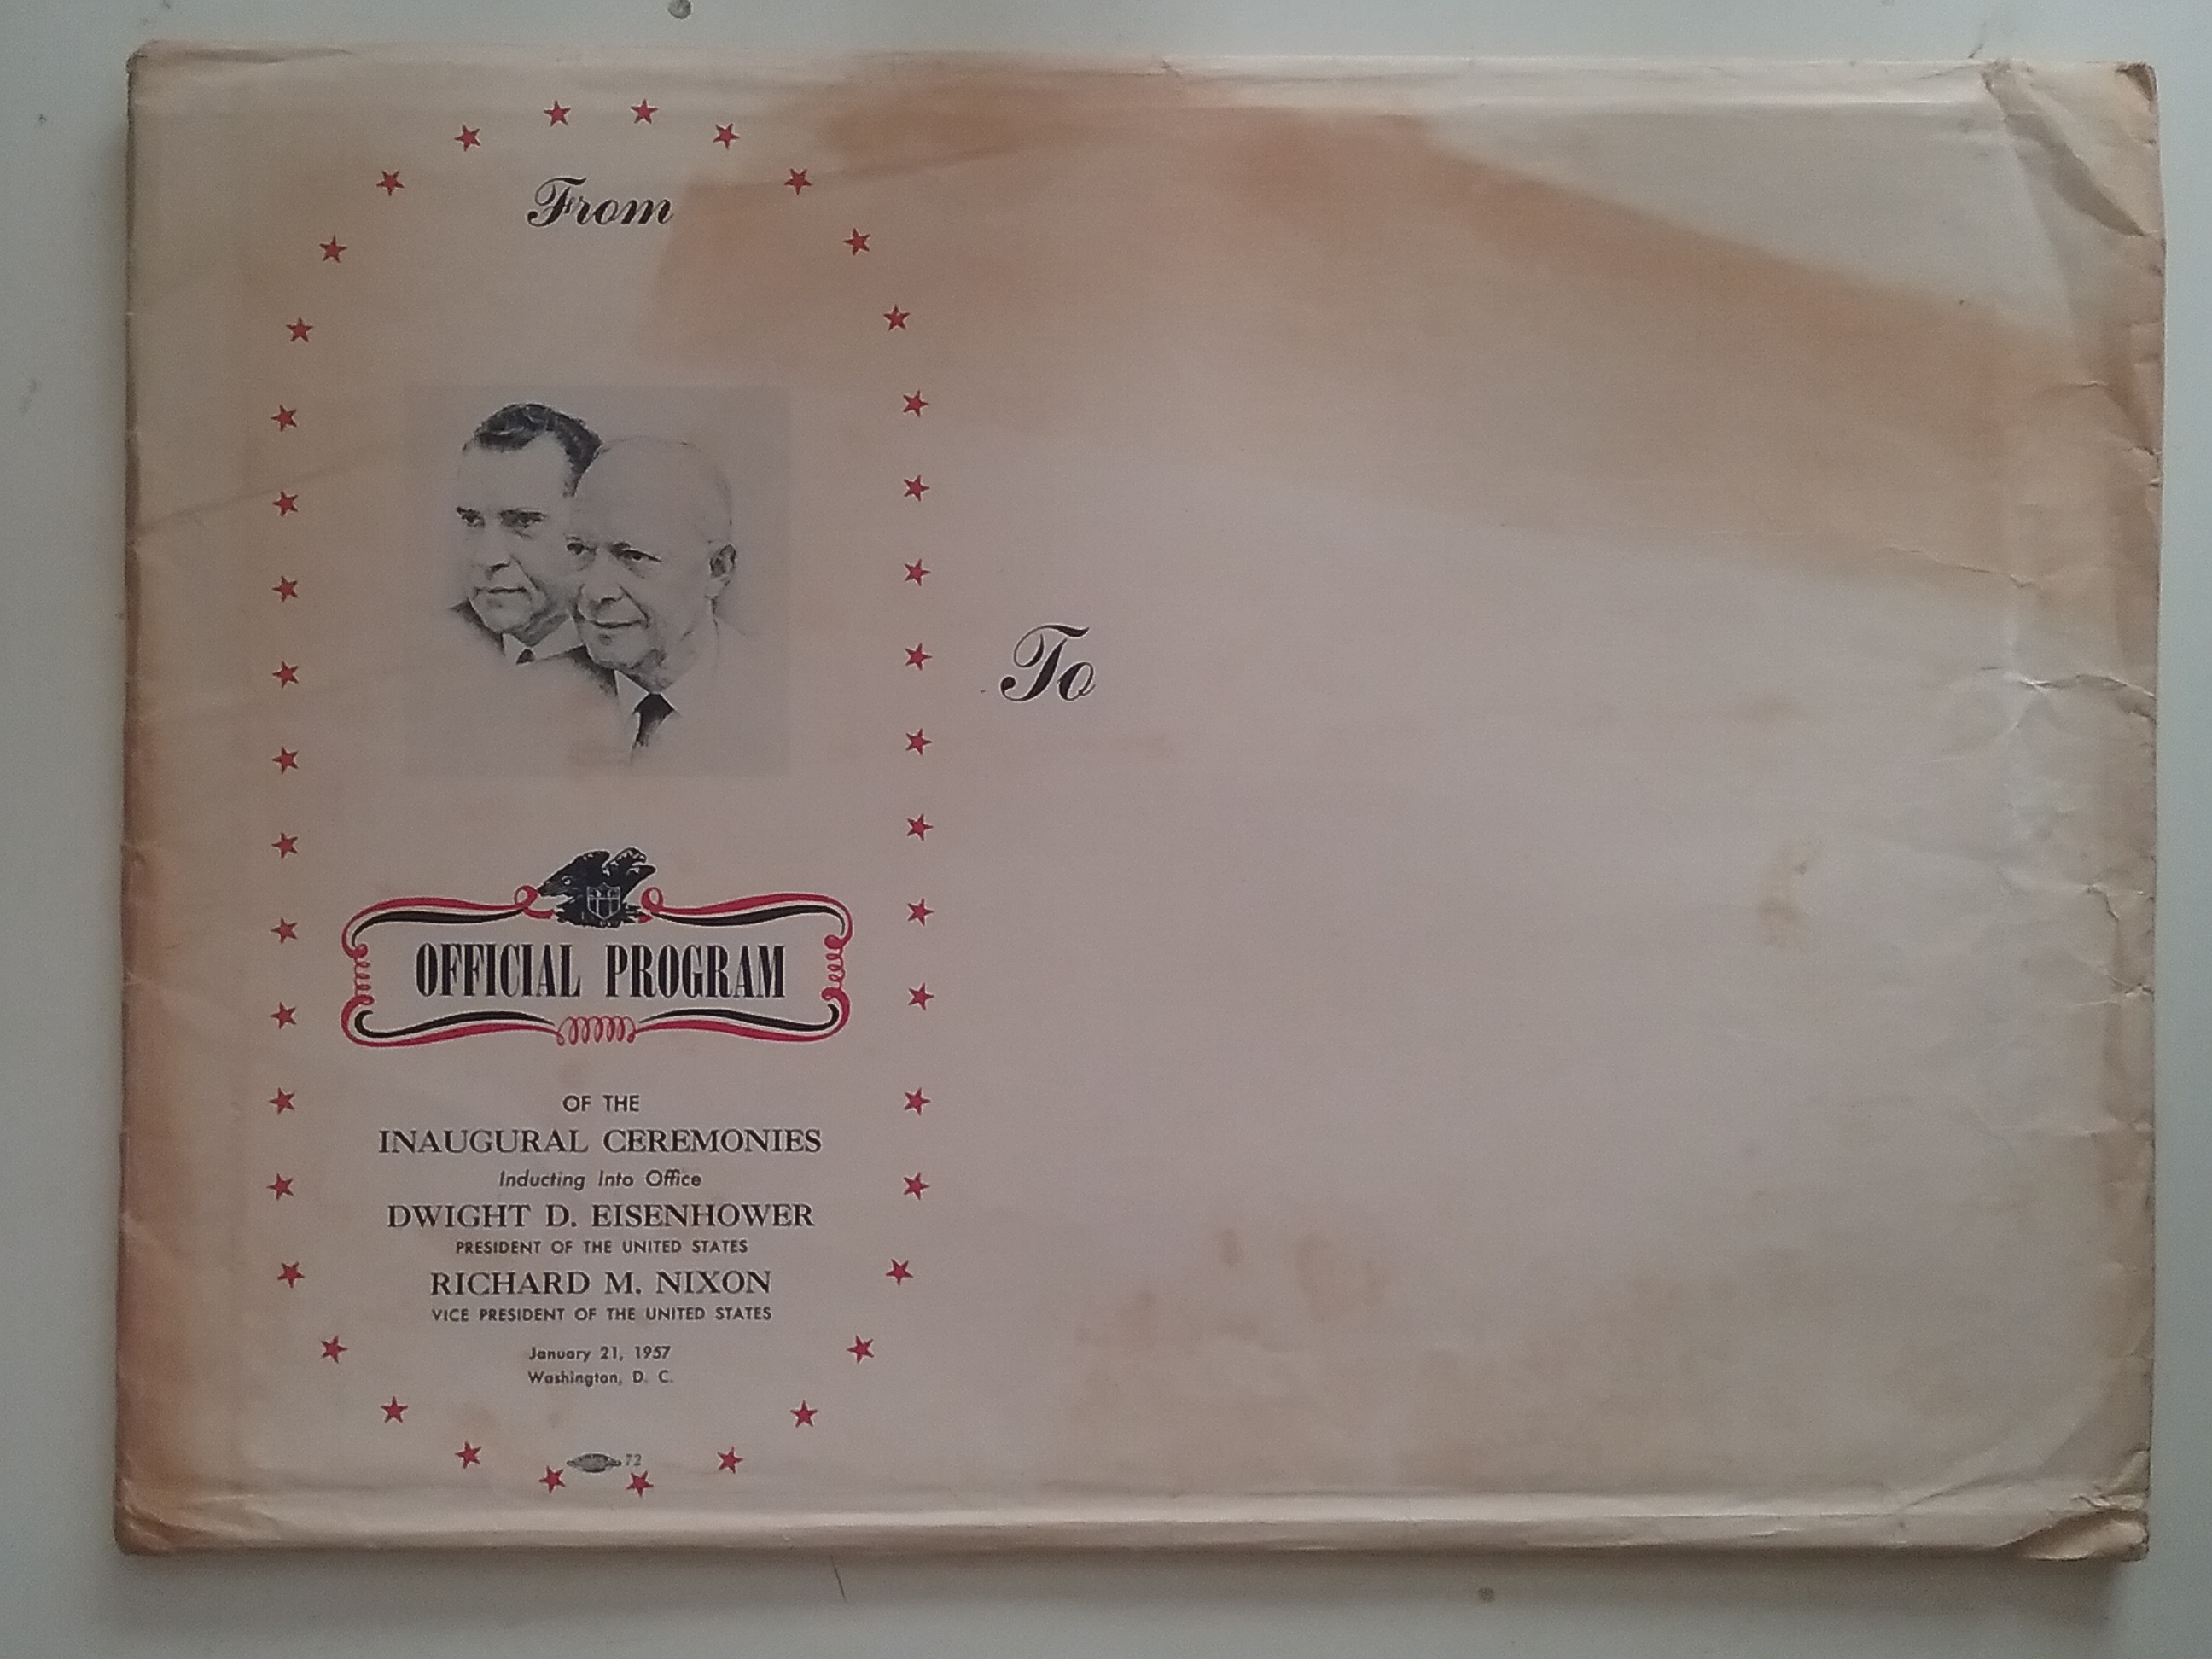 From
To
OFFICIAL PROGRAM
OF THE
INAUGURAL CEREMONIES
Inducting Into Office
DWIGHT D. EISENHOWER
PRESIDENT OF THE UNITED STATES
RICHARD M. NIXON
VICE PRESIDENT OF THE UNITED STATES
January 21, 1957
Washington, D. C.
72